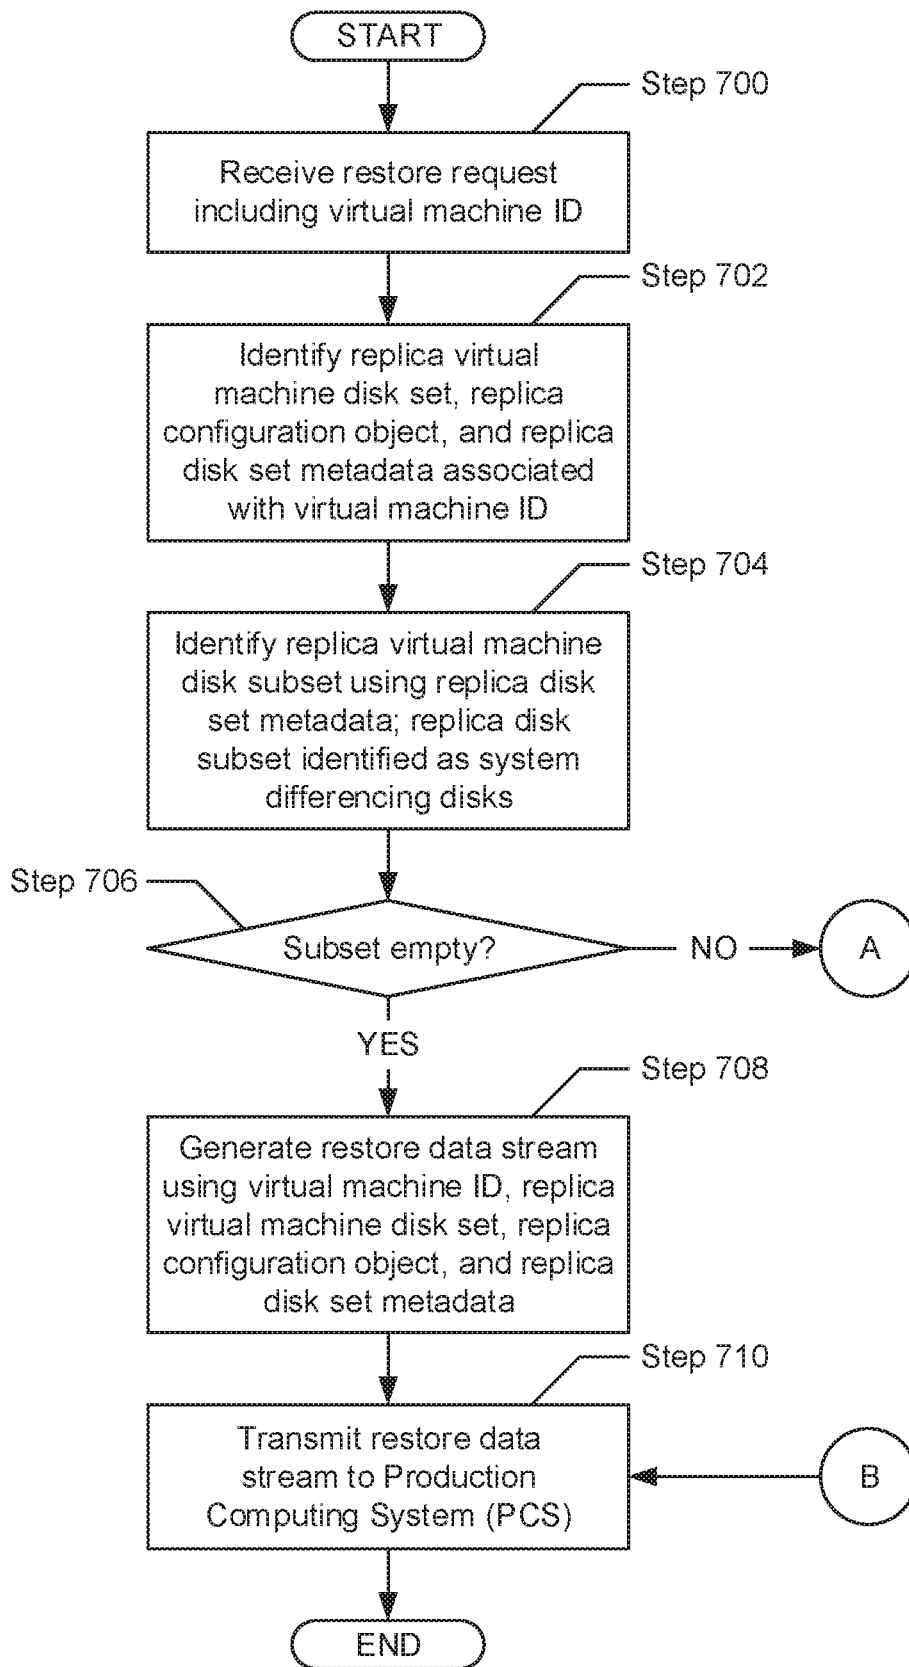 START
Step 700
Receive restore request
including virtual machine ID
Step 702
Identify replica virtual
machine disk set, replica
configuration object, and replica
disk set metadata associated
with virtual machine ID
Step 704
Identify replica virtual machine
disk subset using replica disk
set metadata; replica disk
subset identified as system
differencing disks
Step 706
Subset empty?
NO
A
YES
Step 708
Generate restore data stream
using virtual machine ID, replica
virtual machine disk set, replica
configuration object, and replica
disk set metadata
Step 710
Transmit restore data
stream to Production
Computing System (PCS)
B
END